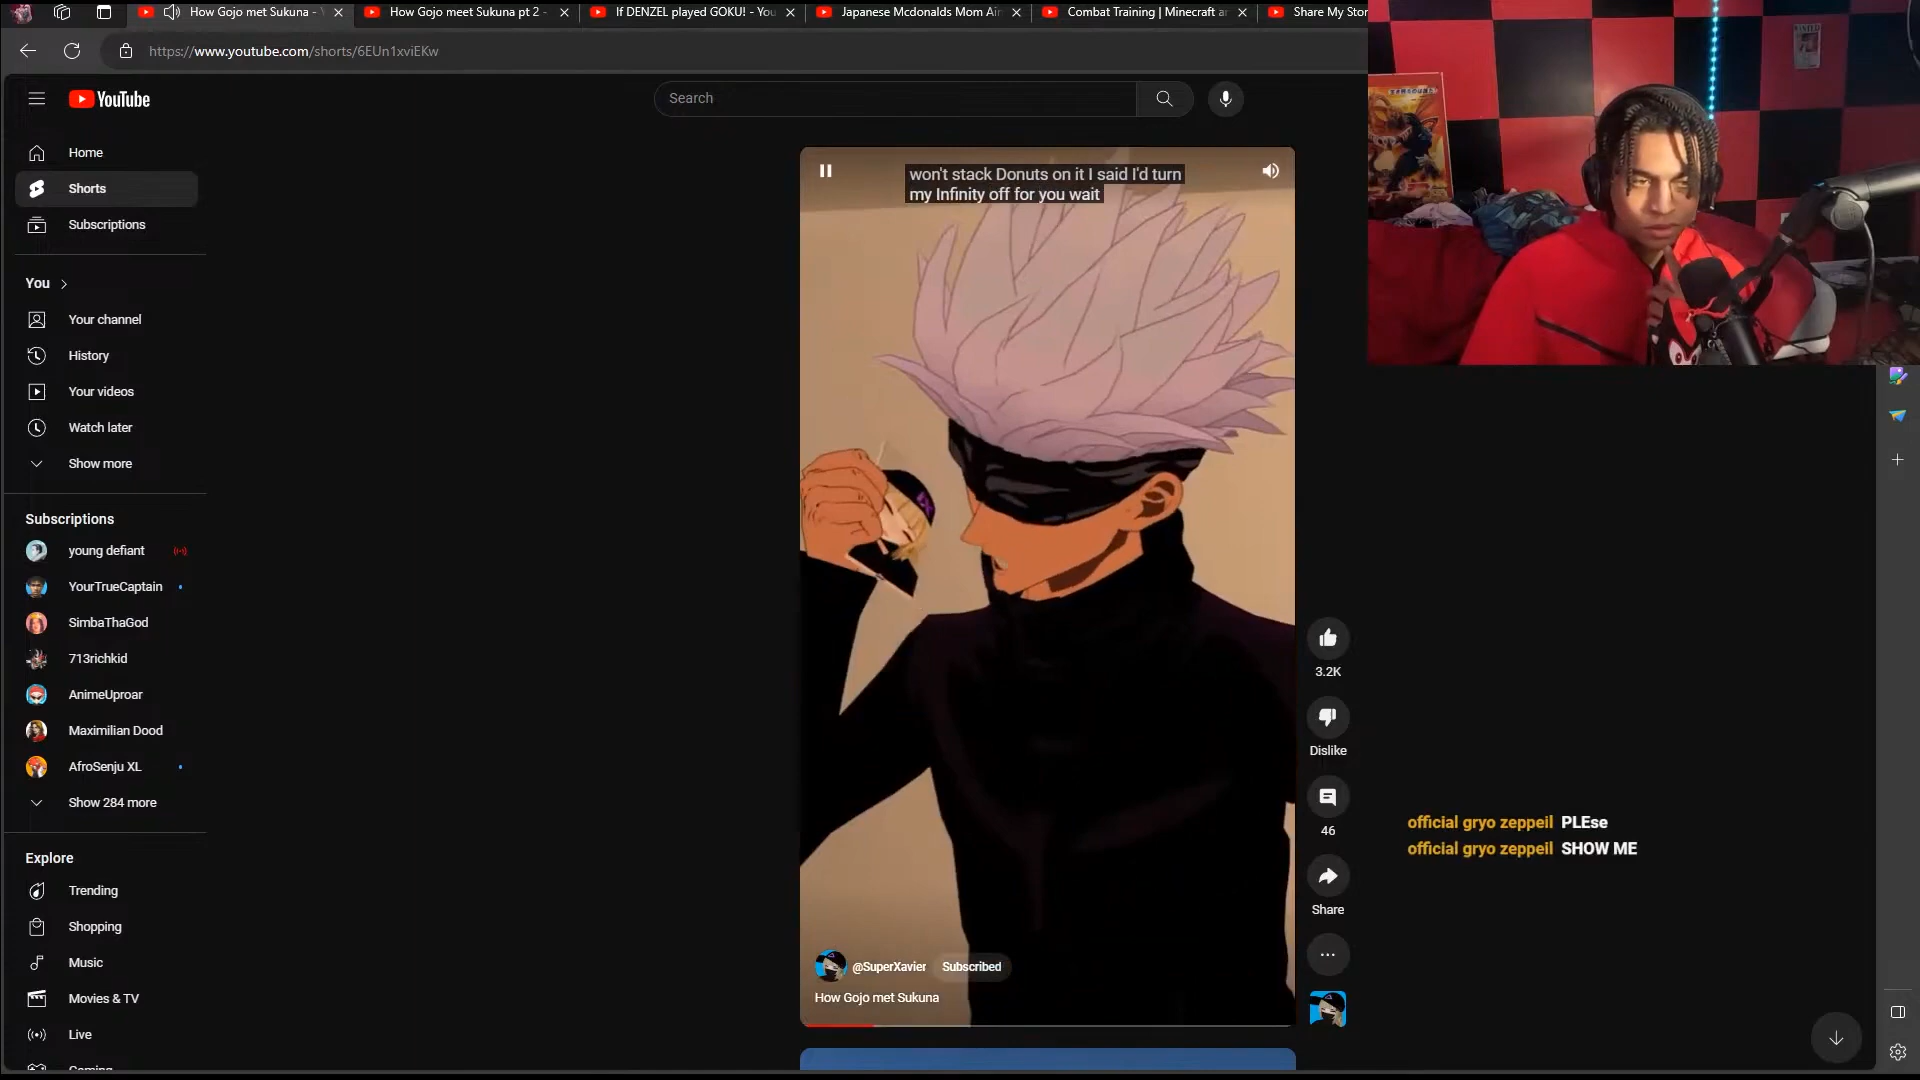 How Gojo met Sukuna -
How Gojo meet Sukuna pt 2 -
If DENZEL played GOKU! - You
Japanese Mcdonalds Mom Ain
Combat Training | Minecraft ar
Share My Stor
https://www.youtube.com/shorts/6EUn1xviEKw
YouTube
Search
Home
Shorts
Subscriptions
You
Your channel
History
Your videos
Watch later
Show more
Subscriptions
young defiant
YourTrueCaptain
SimbaThaGod
713richkid
AnimeUproar
Maximilian Dood
AfroSenju XL
Show 284 more
Explore
Trending
Shopping
Music
Movies & TV
Live
Gaming
won't stack Donuts on it I said I'd turn
my Infinity off for you wait
@SuperXavier Subscribed
How Gojo met Sukuna
3.2K
Dislike
46
Share
official gryo zeppeil PLEse
official gryo zeppeil SHOW ME
WANTED